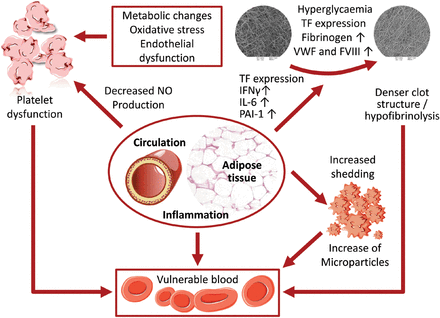 Metabolic changes
Oxidative stress
Endothelial
dysfunction
Hyperglycaemia
TF expression
Fibrinogen ↑
VWF and FVIII ↑
Platelet
dysfunction
Decreased NO
Production
TF expression
IFNγ↑
IL-6 ↑
PAI-1 ↑
Denser clot
structure /
hypofibrinolysis
Circulation
Adipose
tissue
Inflammation
Increased
shedding
Increase of
Microparticles
Vulnerable blood